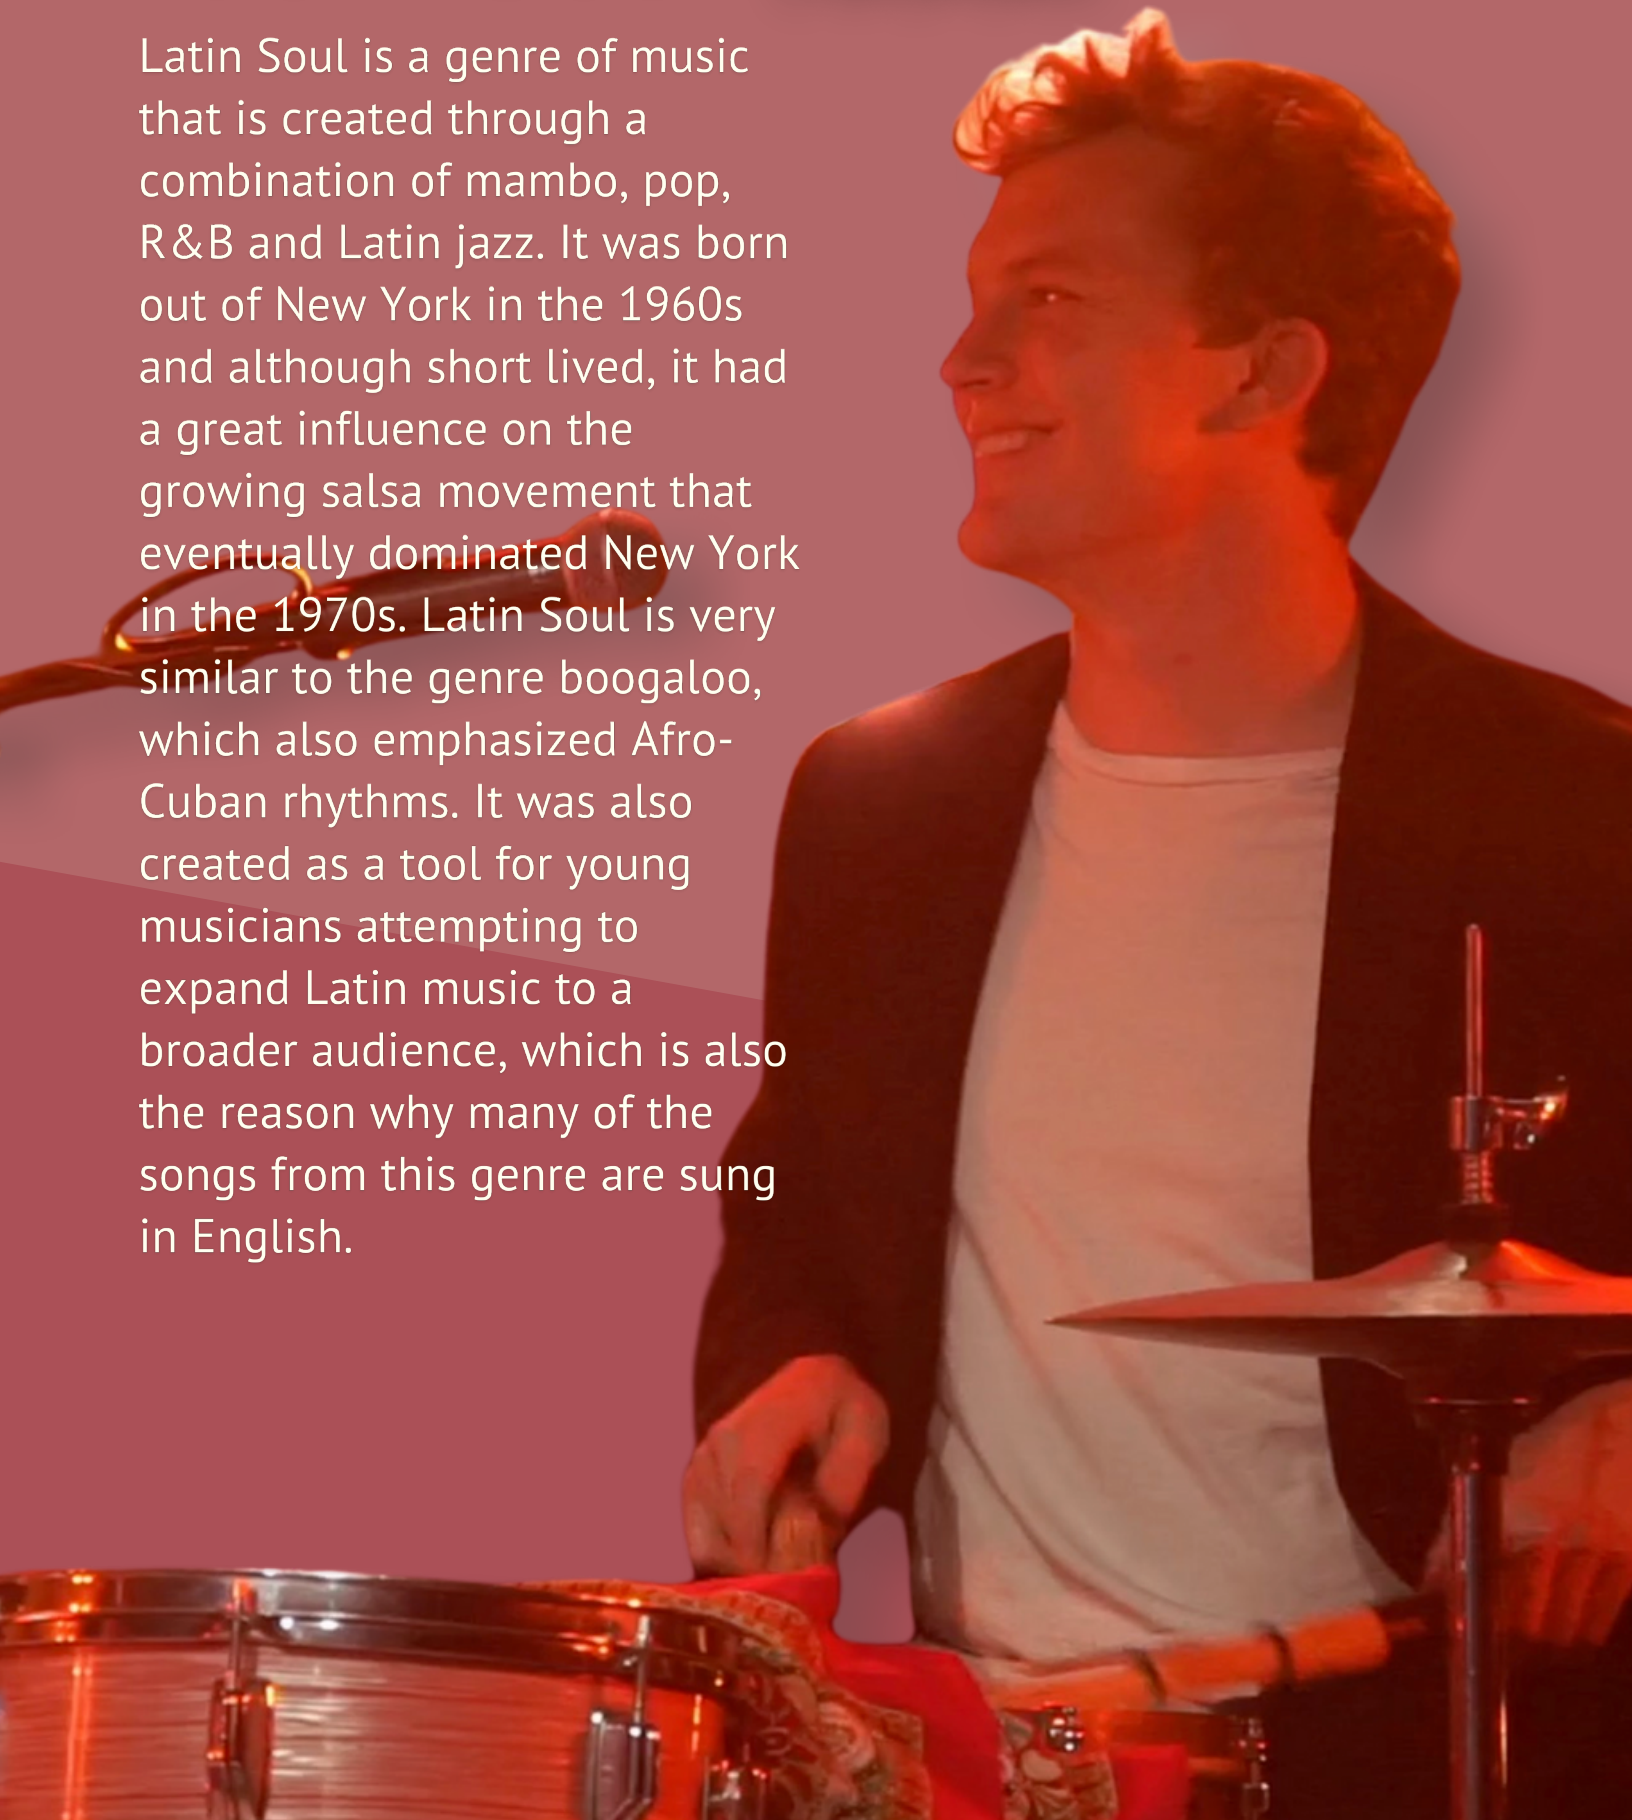 Latin Soul is a genre of music
that is created through a
combination of mambo, pop,
R&B and Latin jazz. It was born
out of New York in the 1960s
and although short lived, it had
a great influence on the
growing salsa movement that
eventually dominated New York
in the 1970s. Latin Soul is very
similar to the genre boogaloo,
which also emphasized Afro-
Cuban rhythms. It was also
created as a tool for young
musicians attempting to
expand Latin music to a
broader audience, which is also
the reason why many of the
songs from this genre are sung
in English.